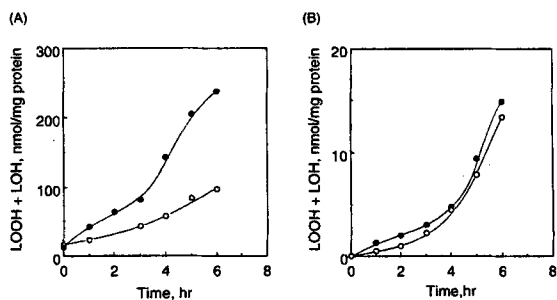 (A)
LOOH + LOH, nmol/mg protein
300
200
100
0
0 2 4 6 8
Time, hr
(B)
LOOH + LOH, nmol/mg protein
20
10
0
0 2 4 6 8
Time,hr